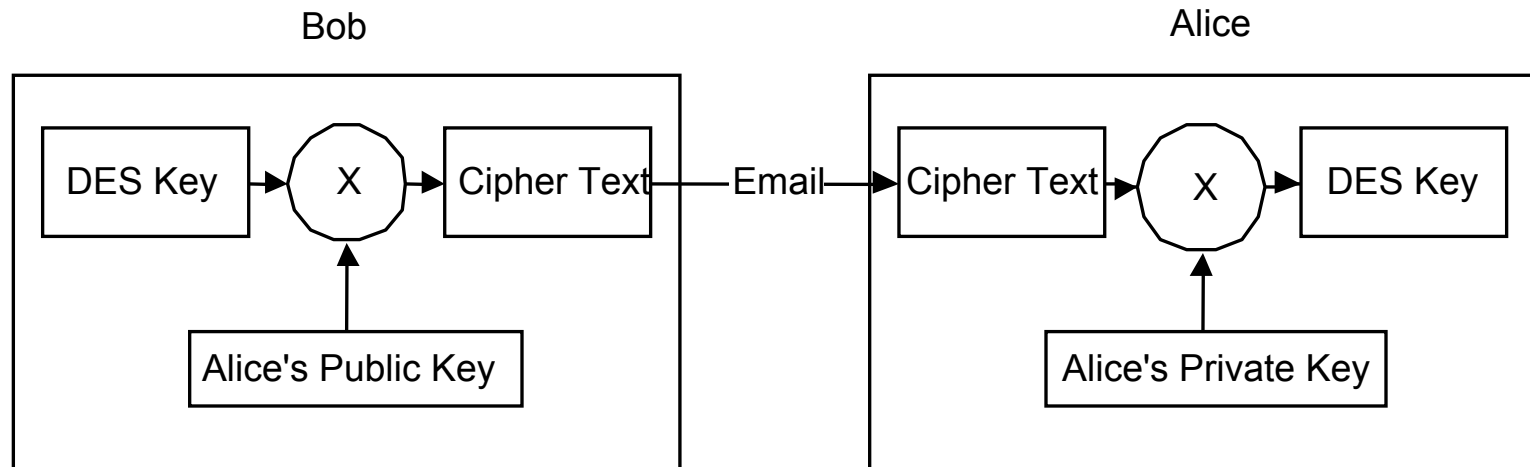 Bob
Alice
DES Key
X
Cipher Text
Email
Cipher Text
X
DES Key
Alice's Public Key
Alice's Private Key